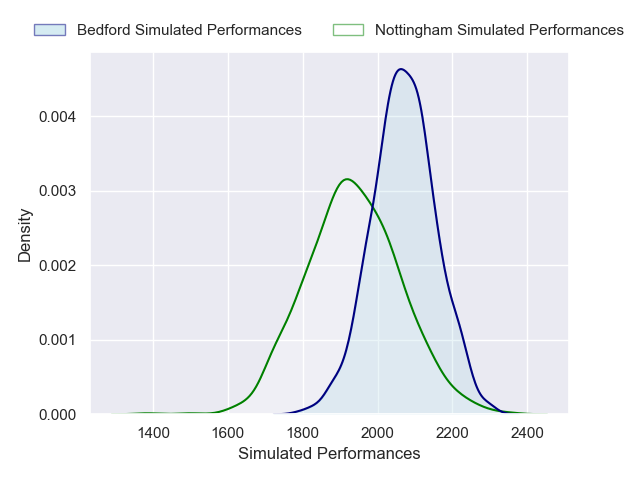 Bedford Simulated Performances Nottingham Simulated Performances
0.004
0.003
0.002
0.001
0.000
Density
1400 1600 1800 2000 2200 2400
Simulated Performances